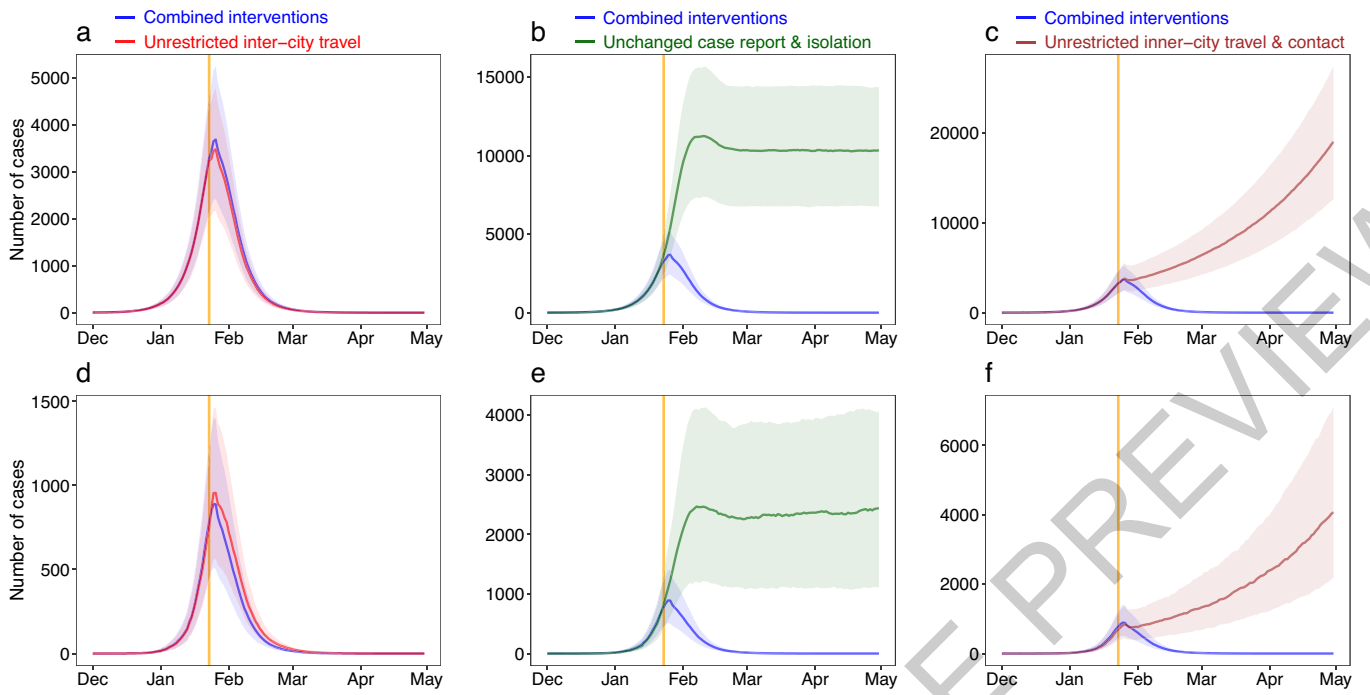 Combined interventions
Unrestricted inter-city travel
Combined interventions
Unchanged case report & isolation
Combined interventions
Unrestricted inner-city travel & contact
a
b
c
Number of cases
5000
4000
3000
2000
1000
0
Dec Jan Feb Mar Apr May
15000
10000
5000
0
Dec Jan Feb Mar Apr May
20000
10000
0
Dec Jan Feb Mar Apr May
d
e
f
Number of cases
1500
1000
500
0
Dec Jan Feb Mar Apr May
4000
3000
2000
1000
0
Dec Jan Feb Mar Apr May
6000
4000
2000
0
Dec Jan Feb Mar Apr May
E PREVIEW